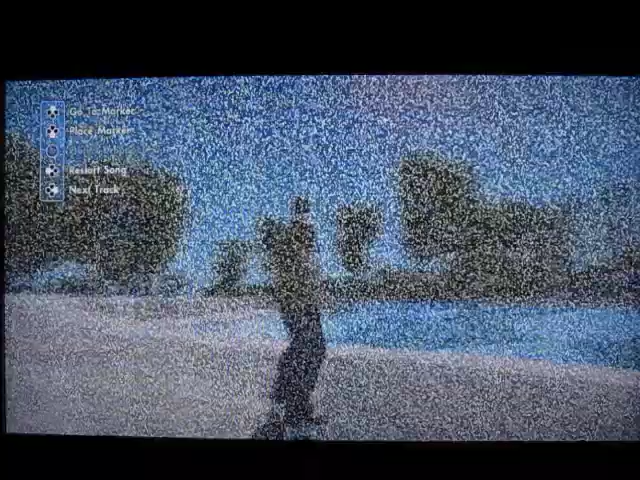 Go To Marker
Place Marker
Restart Song
Next Track